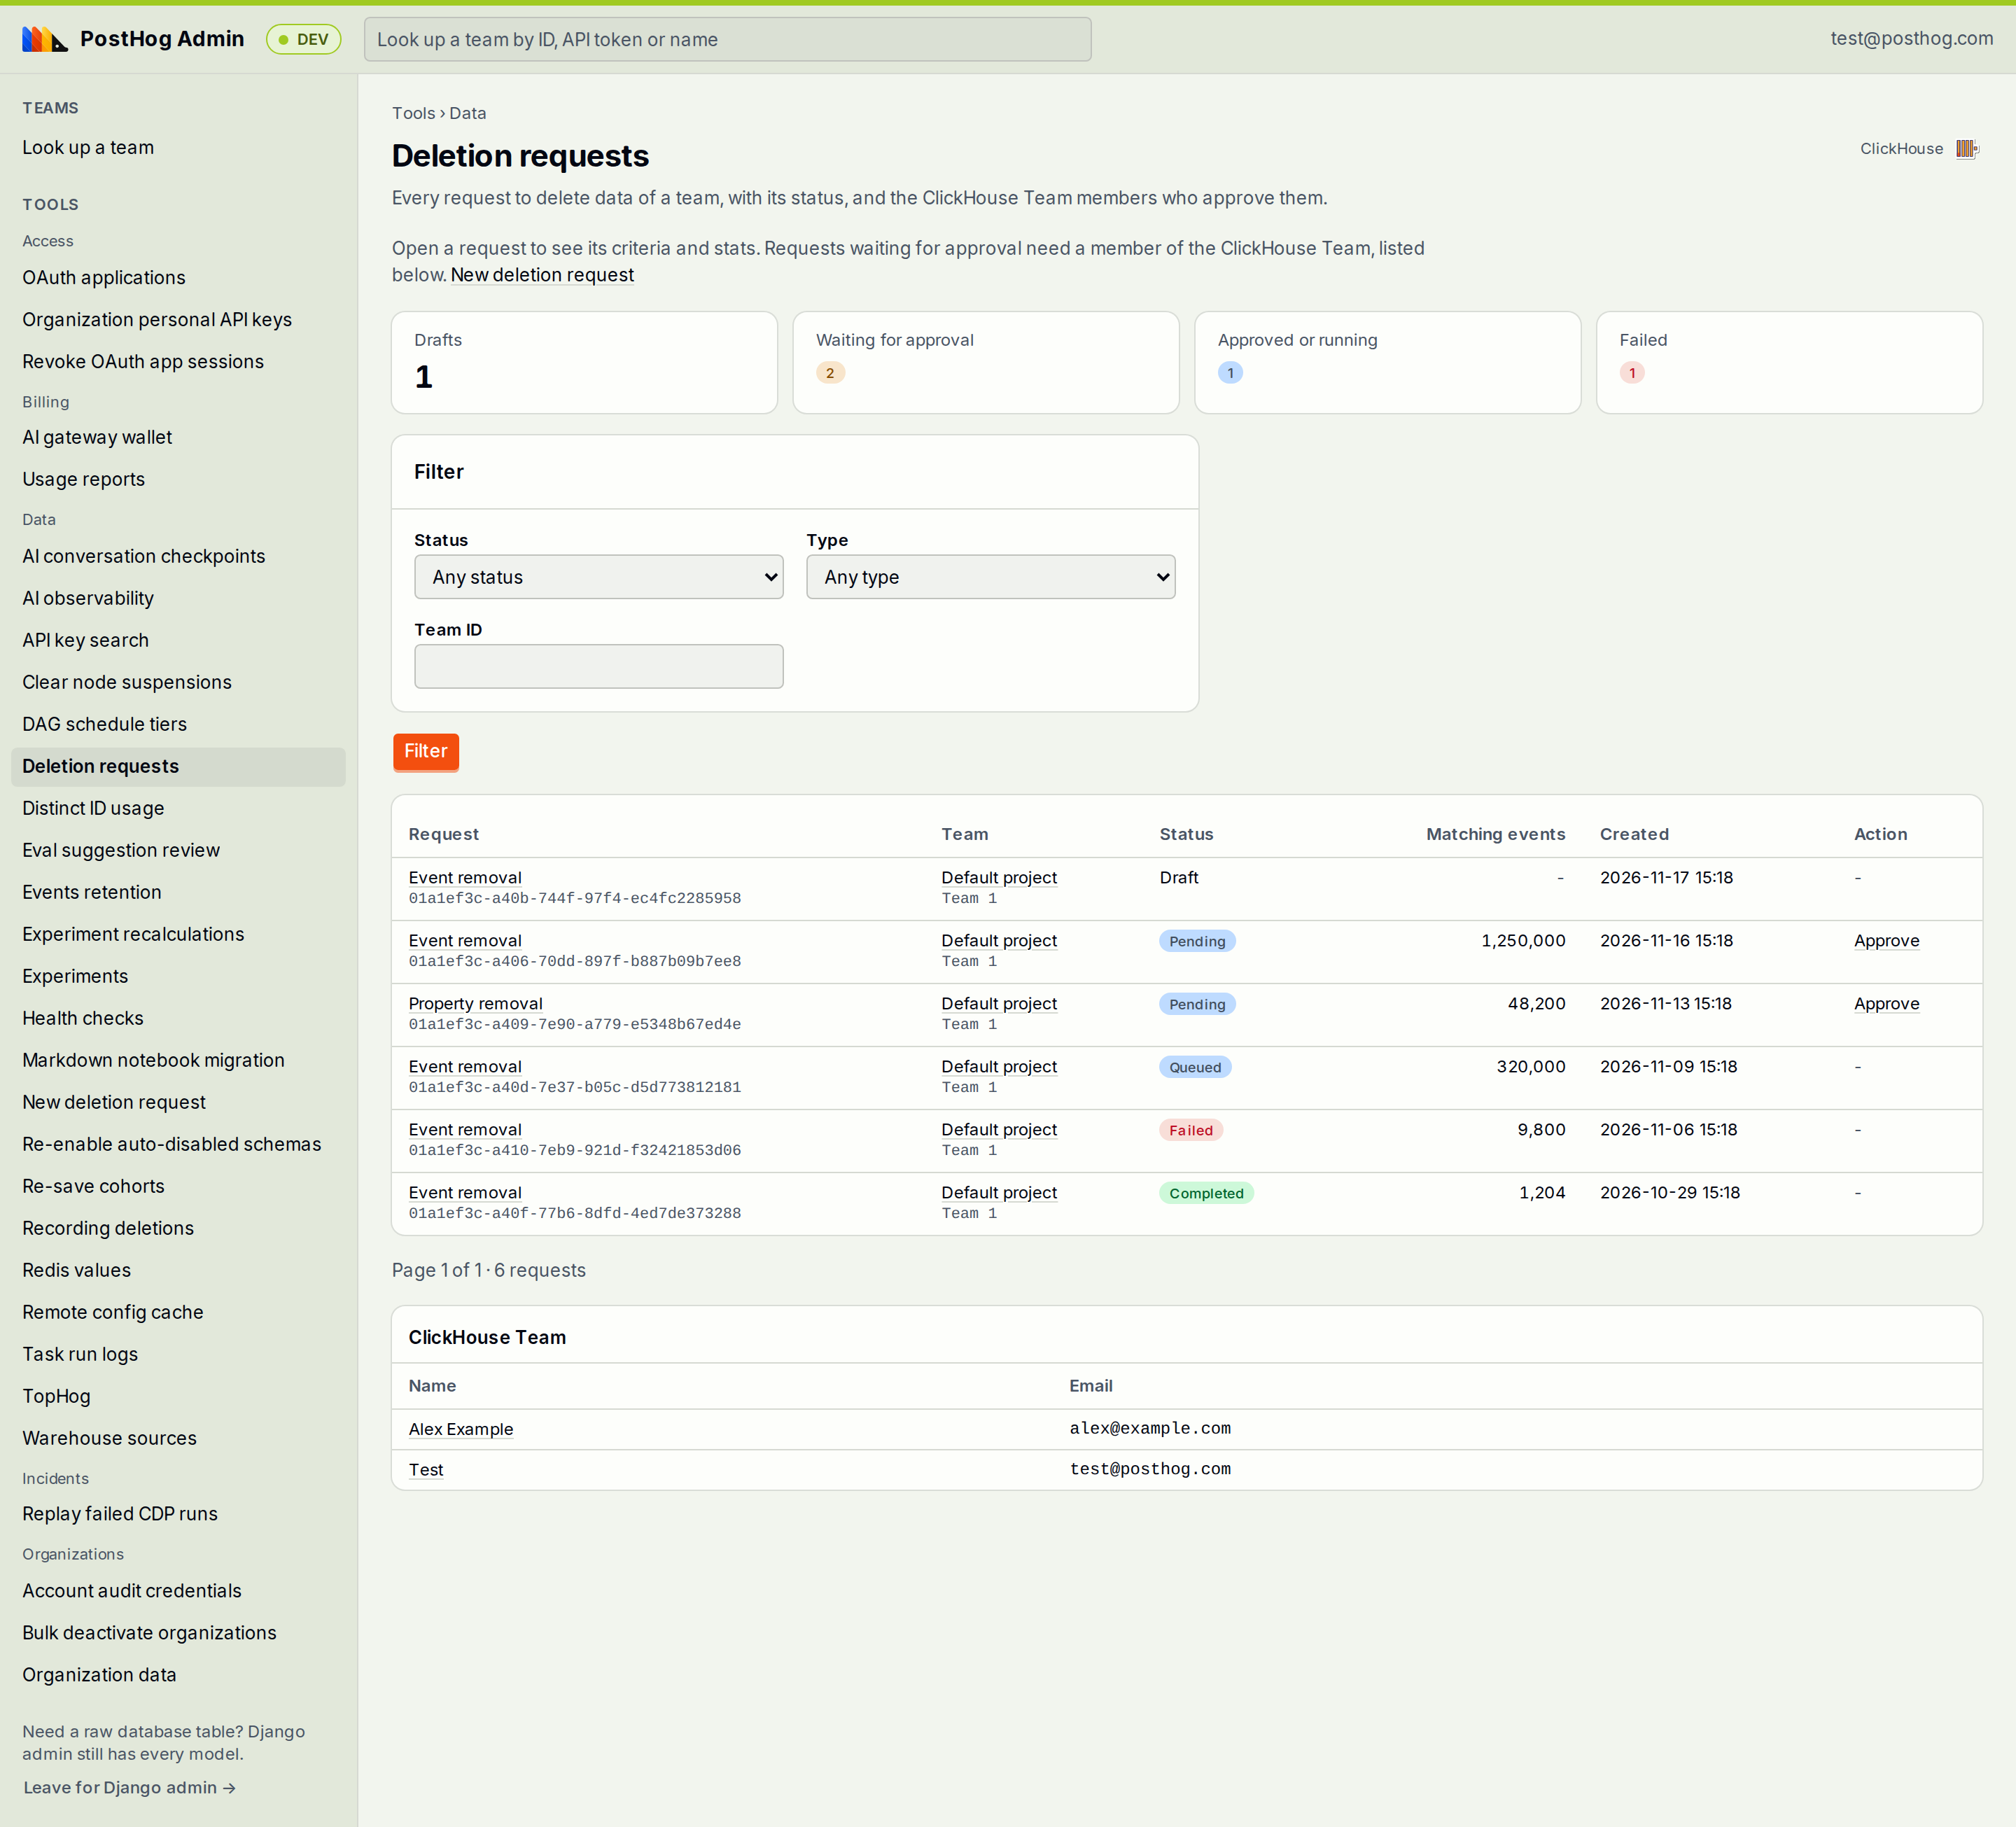 PostHog Admin
DEV
Look up a team by ID, API token or name
test@posthog.com
TEAMS
Look up a team
TOOLS
Access
OAuth applications
Organization personal API keys
Revoke OAuth app sessions
Billing
AI gateway wallet
Usage reports
Data
AI conversation checkpoints
AI observability
API key search
Clear node suspensions
DAG schedule tiers
Deletion requests
Distinct ID usage
Eval suggestion review
Events retention
Experiment recalculations
Experiments
Health checks
Markdown notebook migration
New deletion request
Re-enable auto-disabled schemas
Re-save cohorts
Recording deletions
Redis values
Remote config cache
Task run logs
TopHog
Warehouse sources
Incidents
Replay failed CDP runs
Organizations
Account audit credentials
Bulk deactivate organizations
Organization data
Need a raw database table? Django
admin still has every model.
Leave for Django admin →
Tools › Data
Deletion requests
ClickHouse
Every request to delete data of a team, with its status, and the ClickHouse Team members who approve them.
Open a request to see its criteria and stats. Requests waiting for approval need a member of the ClickHouse Team, listed
below. New deletion request
Drafts
1
Waiting for approval
2
Approved or running
1
Failed
1
Filter
Status Type
Any status Any type
Team ID
Filter
Request Team Status Matching events Created Action
Event removal Default project Draft - 2026-11-17 15:18 -
01a1ef3c-a40b-744f-97f4-ec4fc2285958 Team 1
Event removal Default project Pending 1,250,000 2026-11-16 15:18 Approve
01a1ef3c-a406-70dd-897f-b887b09b7ee8 Team 1
Property removal Default project Pending 48,200 2026-11-13 15:18 Approve
01a1ef3c-a409-7e90-a779-e5348b67ed4e Team 1
Event removal Default project Queued 320,000 2026-11-09 15:18 -
01a1ef3c-a40d-7e37-b05c-d5d773812181 Team 1
Event removal Default project Failed 9,800 2026-11-06 15:18 -
01a1ef3c-a410-7eb9-921d-f32421853d06 Team 1
Event removal Default project Completed 1,204 2026-10-29 15:18 -
01a1ef3c-a40f-77b6-8dfd-4ed7de373288 Team 1
Page 1 of 1 · 6 requests
ClickHouse Team
Name Email
Alex Example alex@example.com
Test test@posthog.com